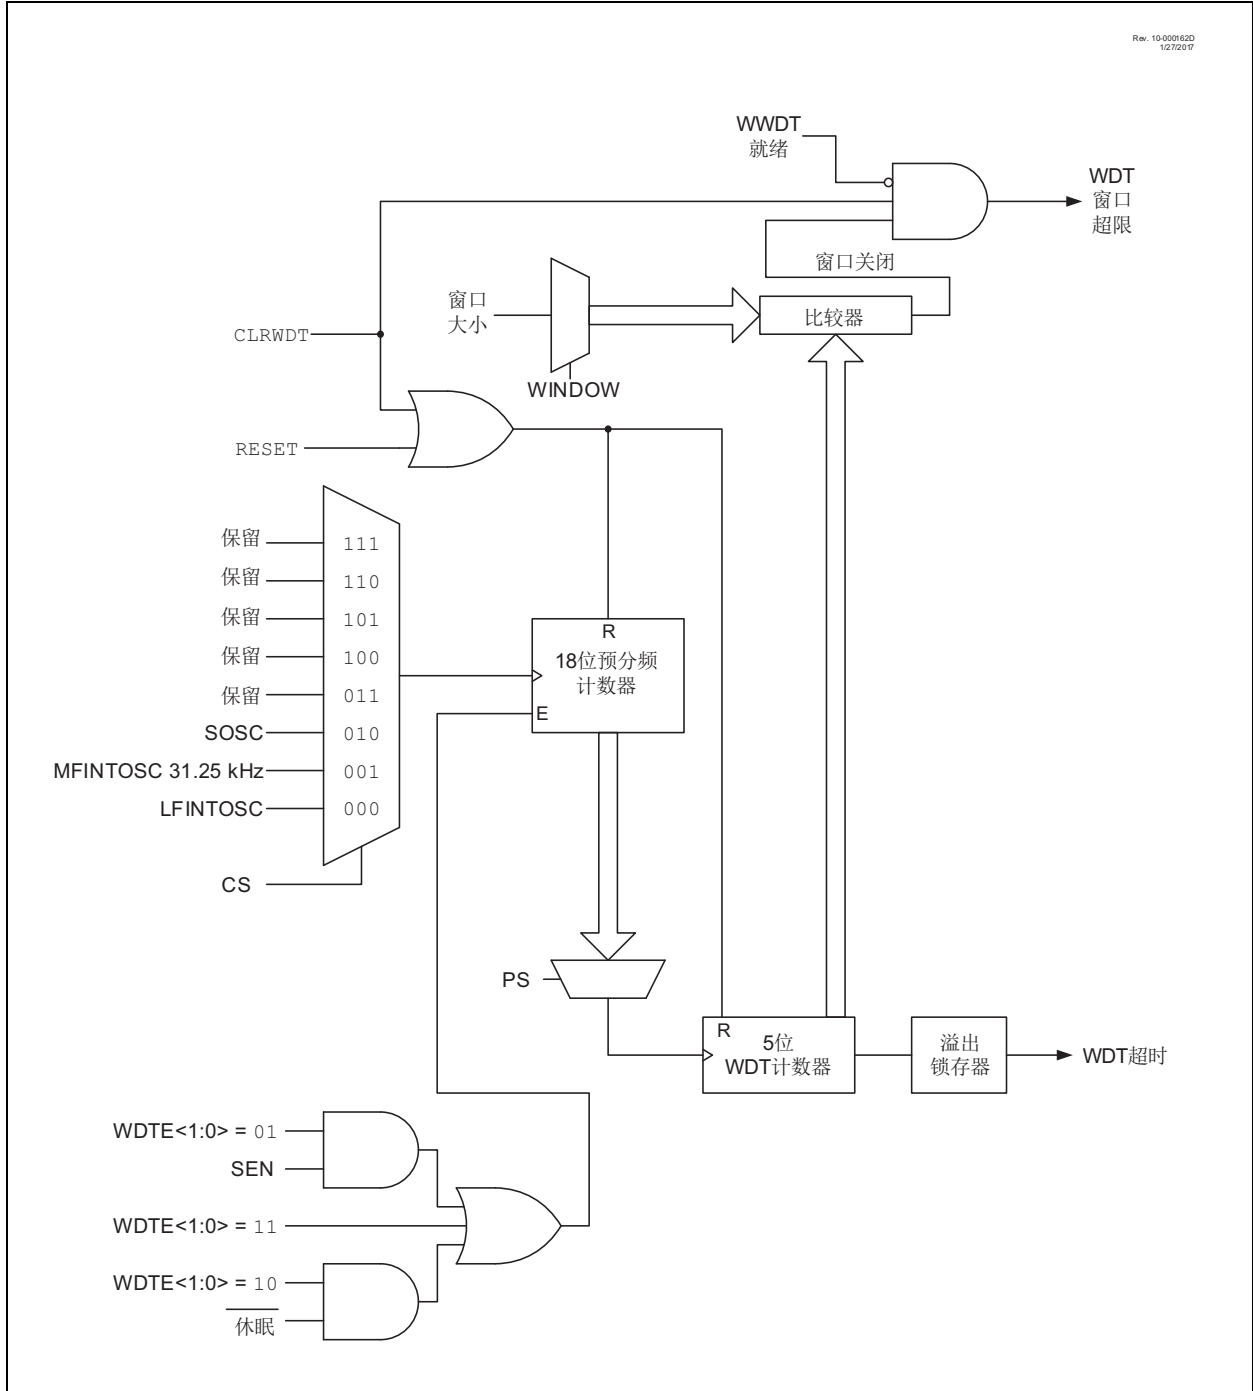 Rev. 10-000162D
1/27/2017
WWDT
就绪
WDT
窗口
超限
窗口关闭
窗口
大小
比较器
CLRWDT
WINDOW
RESET
保留 111
保留 110
保留 101
保留 100
保留 011
SOSC 010
MFINTOSC 31.25 kHz 001
LFINTOSC 000
CS
R
18位预分频
计数器
E
PS
R
5位
WDT计数器
溢出
锁存器
WDT超时
WDTE<1:0> = 01
SEN
WDTE<1:0> = 11
WDTE<1:0> = 10
休眠